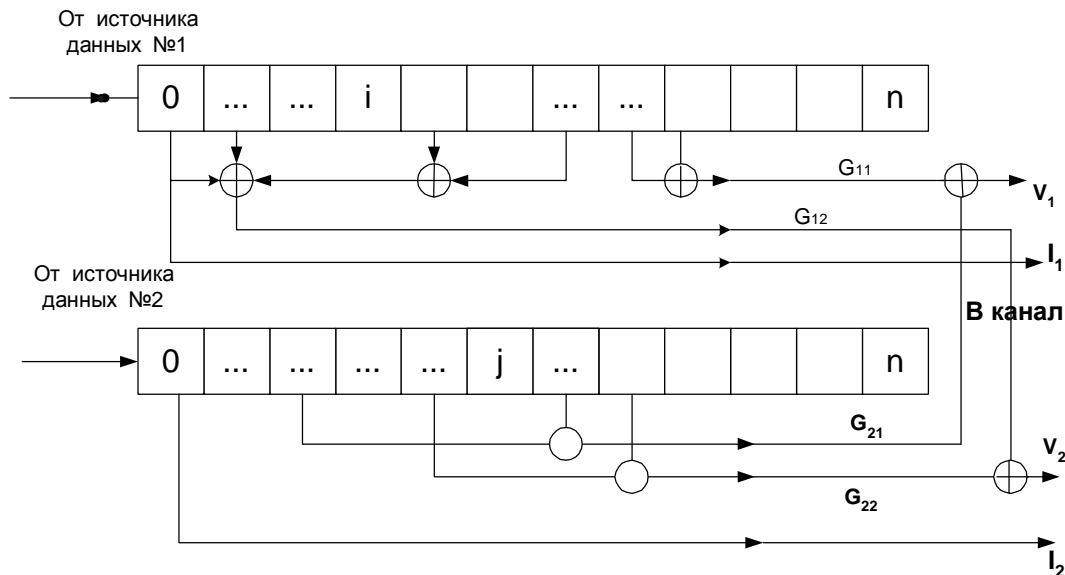 От источника
данных №1
0 ... ... i ... ... n
G11
V1
G12
I1
От источника
данных №2
В канал
0 ... ... ... ... j ... n
G21
V2
G22
I2